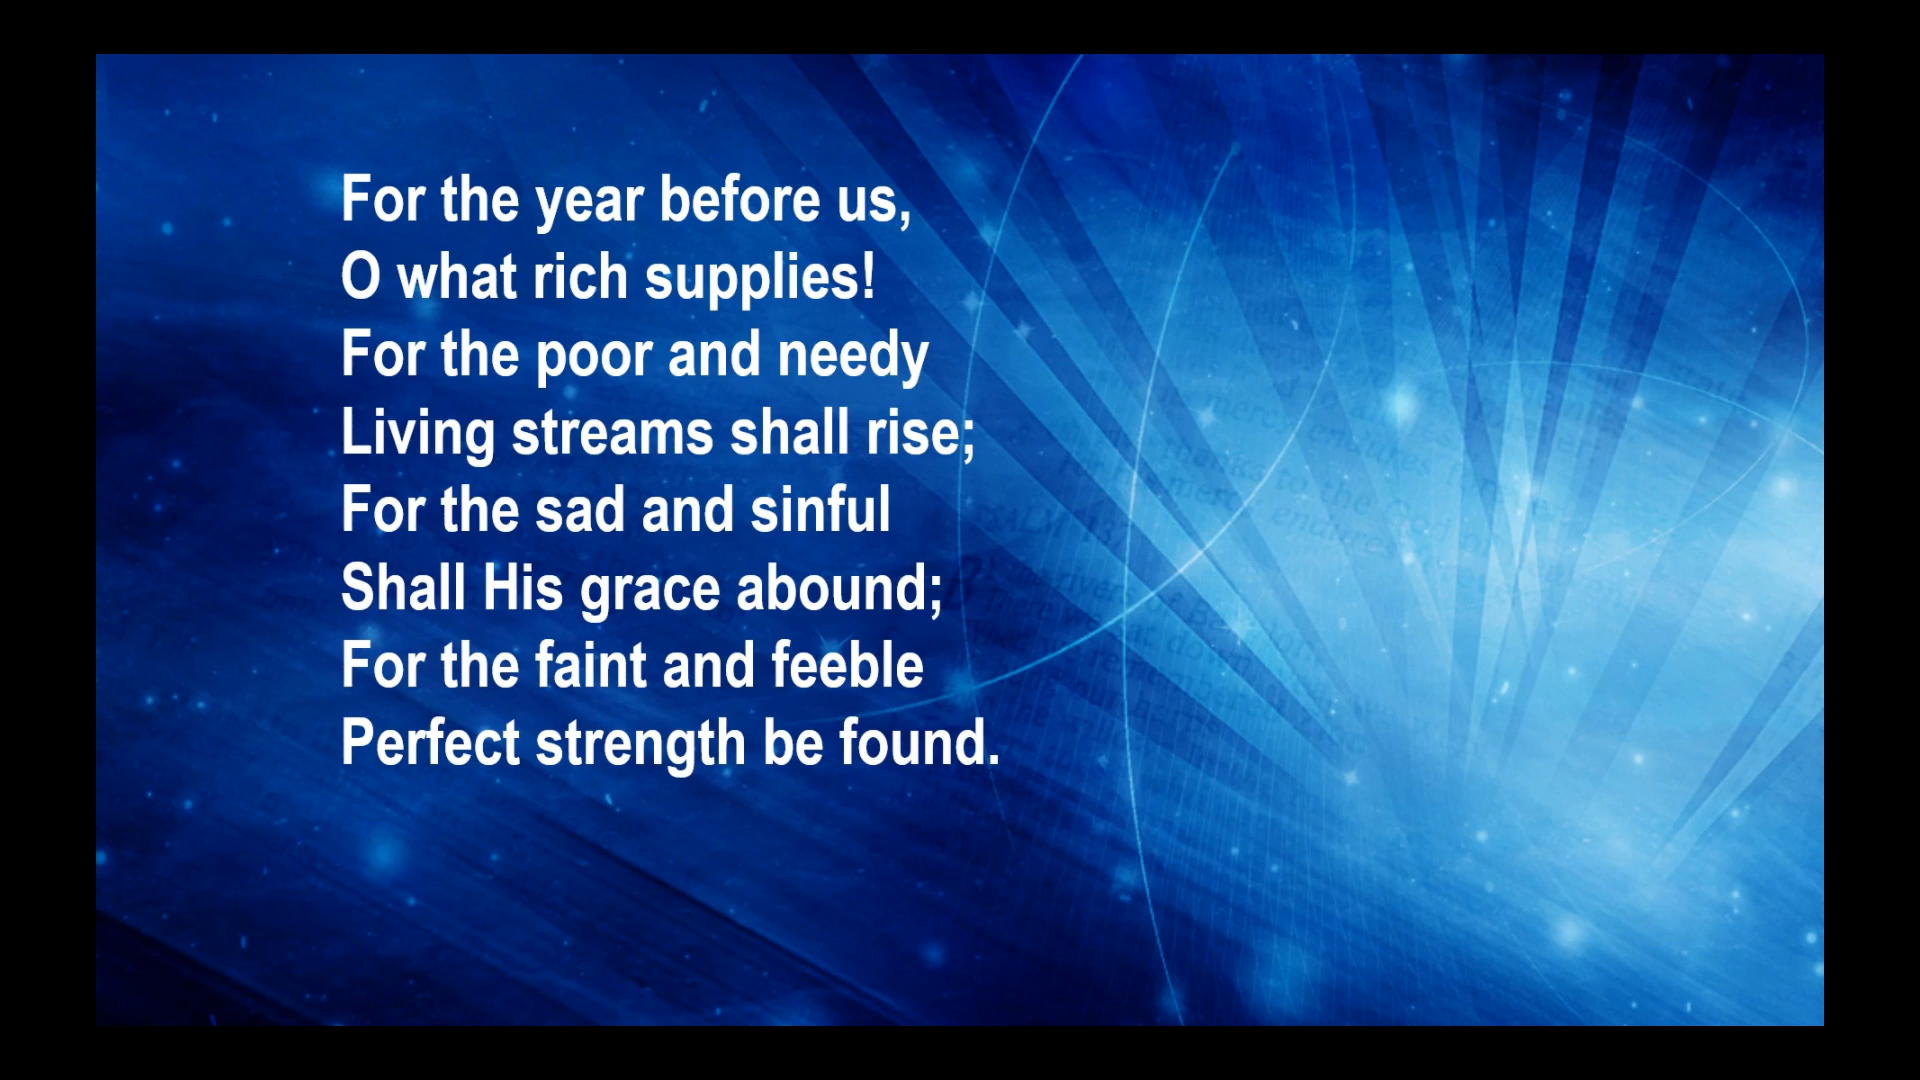 For the year before us,
O what rich supplies!
For the poor and needy
Living streams shall rise;
For the sad and sinful
Shall His grace abound;
For the faint and feeble
Perfect strength be found.